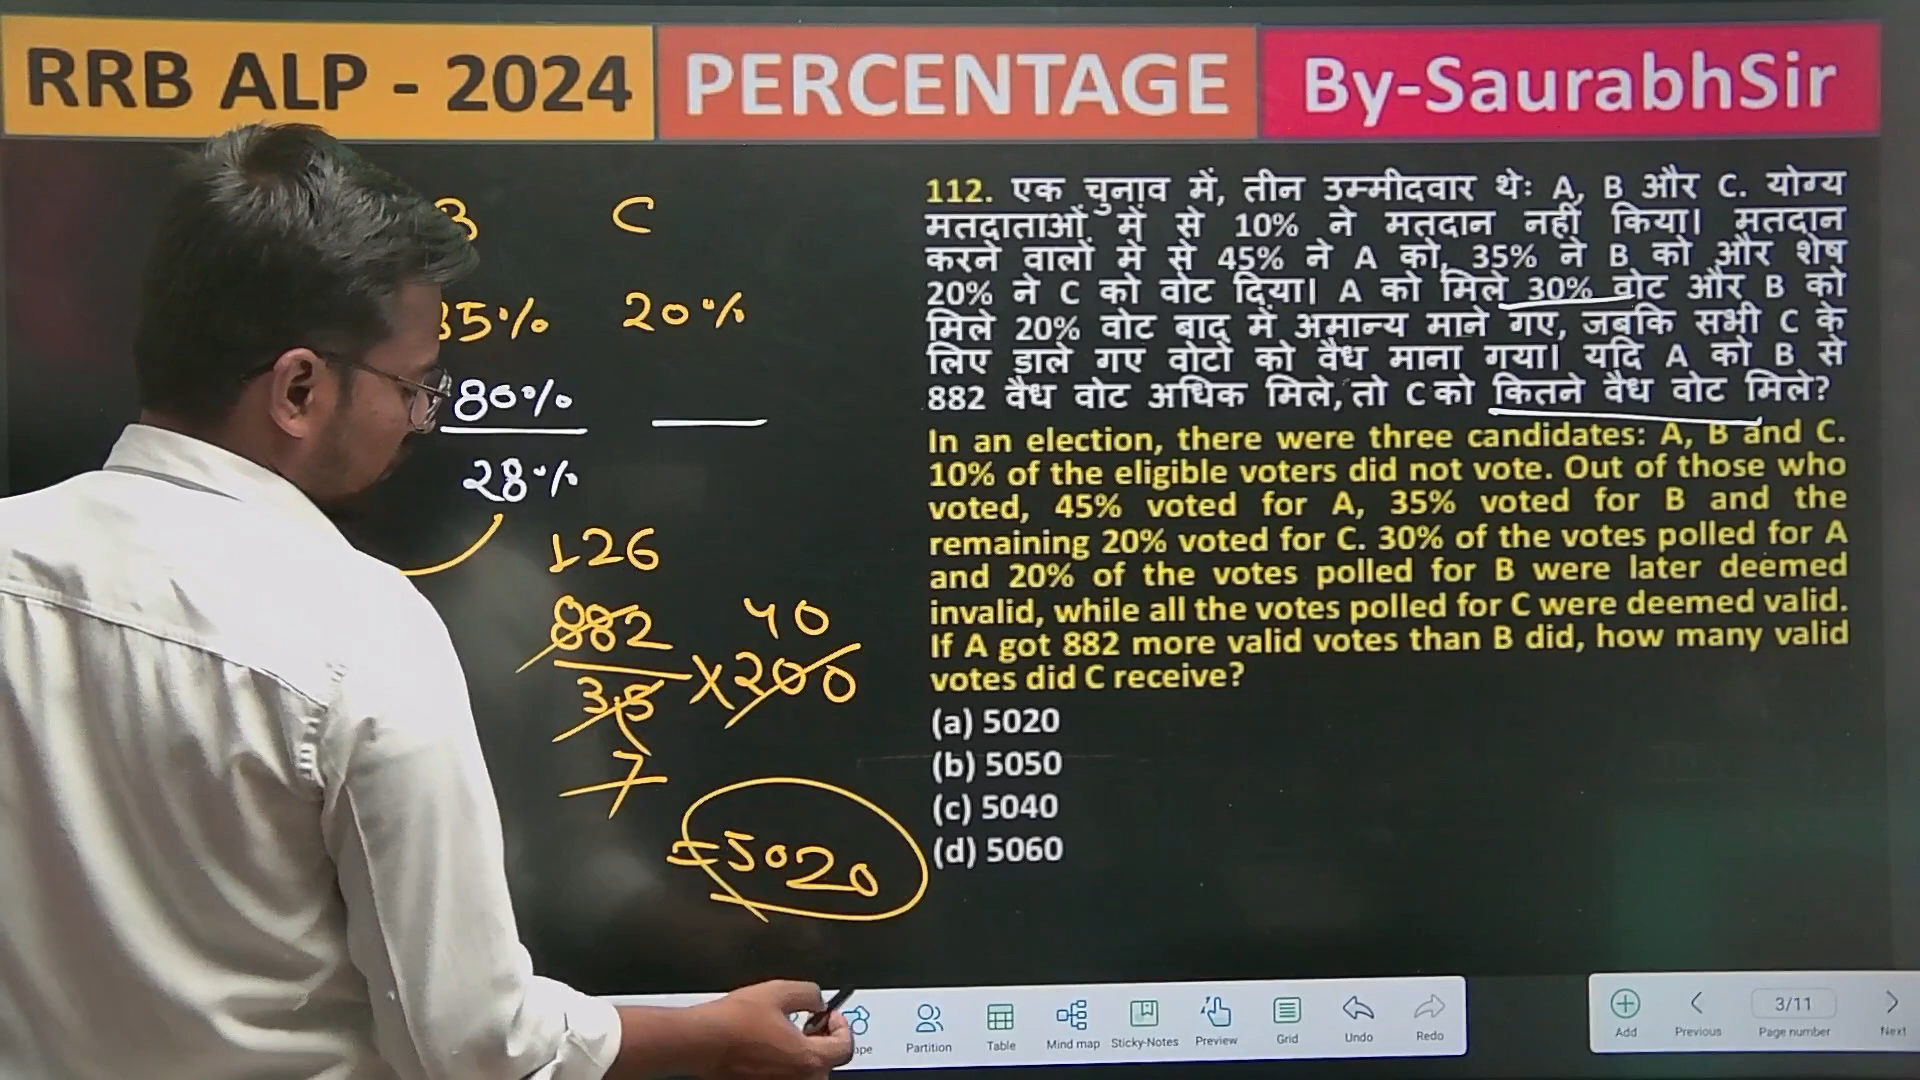 RRB ALP - 2024 PERCENTAGE By-SaurabhSir
B C
35% 20%
80%
28%
126
882 40
35 × 200
7
= 5020
112. एक चुनाव में, तीन उम्मीदवार थेः A, B और C. योग्य
मतदाताओं में से 10% ने मतदान नहीं किया। मतदान
करने वालों मे से 45% ने A को, 35% ने B को और शेष
20% ने C को वोट दिया। A को मिले 30% वोट और B को
मिले 20% वोट बाद में अमान्य माने गए, जबकि सभी C के
लिए डाले गए वोटो को वैध माना गया। यदि A को B से
882 वैध वोट अधिक मिले, तो C को कितने वैध वोट मिले?
In an election, there were three candidates: A, B and C.
10% of the eligible voters did not vote. Out of those who
voted, 45% voted for A, 35% voted for B and the
remaining 20% voted for C. 30% of the votes polled for A
and 20% of the votes polled for B were later deemed
invalid, while all the votes polled for C were deemed valid.
If A got 882 more valid votes than B did, how many valid
votes did C receive?
(a) 5020
(b) 5050
(c) 5040
(d) 5060
Partition Table Mind map Sticky-Notes Preview Grid Undo Redo
Add Previous 3/11 Page number Next